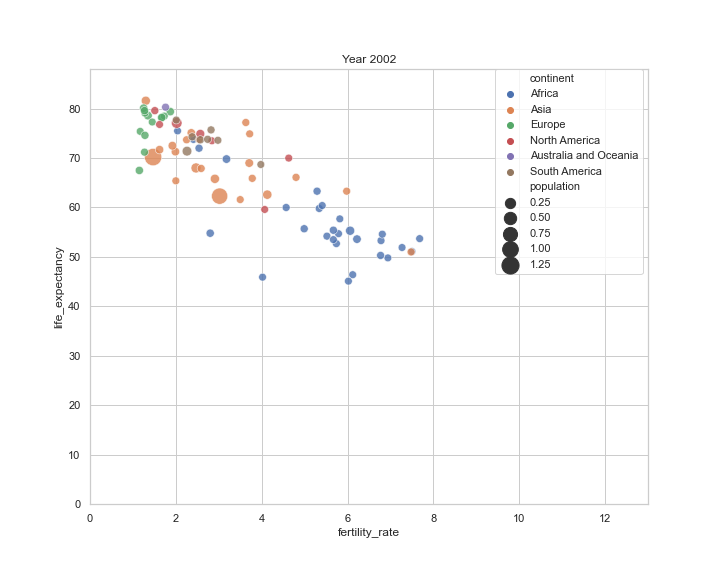 Year 2002
continent
Africa
Asia
Europe
North America
Australia and Oceania
South America
population
0.25
0.50
0.75
1.00
1.25
life_expectancy
80
70
60
50
40
30
20
10
0
0 2 4 6 8 10 12
fertility_rate